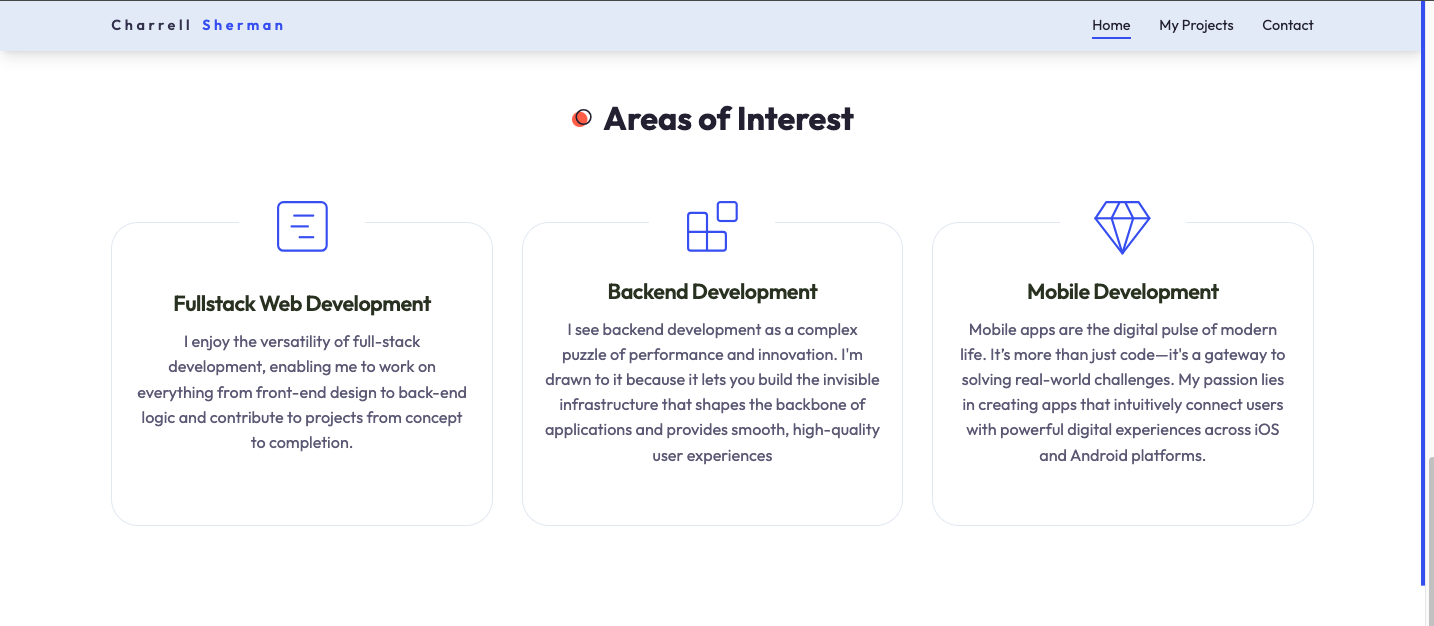 Charrell Sherman
Home My Projects Contact
Areas of Interest
Fullstack Web Development
I enjoy the versatility of full-stack
development, enabling me to work on
everything from front-end design to back-end
logic and contribute to projects from concept
to completion.
Backend Development
I see backend development as a complex
puzzle of performance and innovation. I'm
drawn to it because it lets you build the invisible
infrastructure that shapes the backbone of
applications and provides smooth, high-quality
user experiences
Mobile Development
Mobile apps are the digital pulse of modern
life. It’s more than just code—it's a gateway to
solving real-world challenges. My passion lies
in creating apps that intuitively connect users
with powerful digital experiences across iOS
and Android platforms.